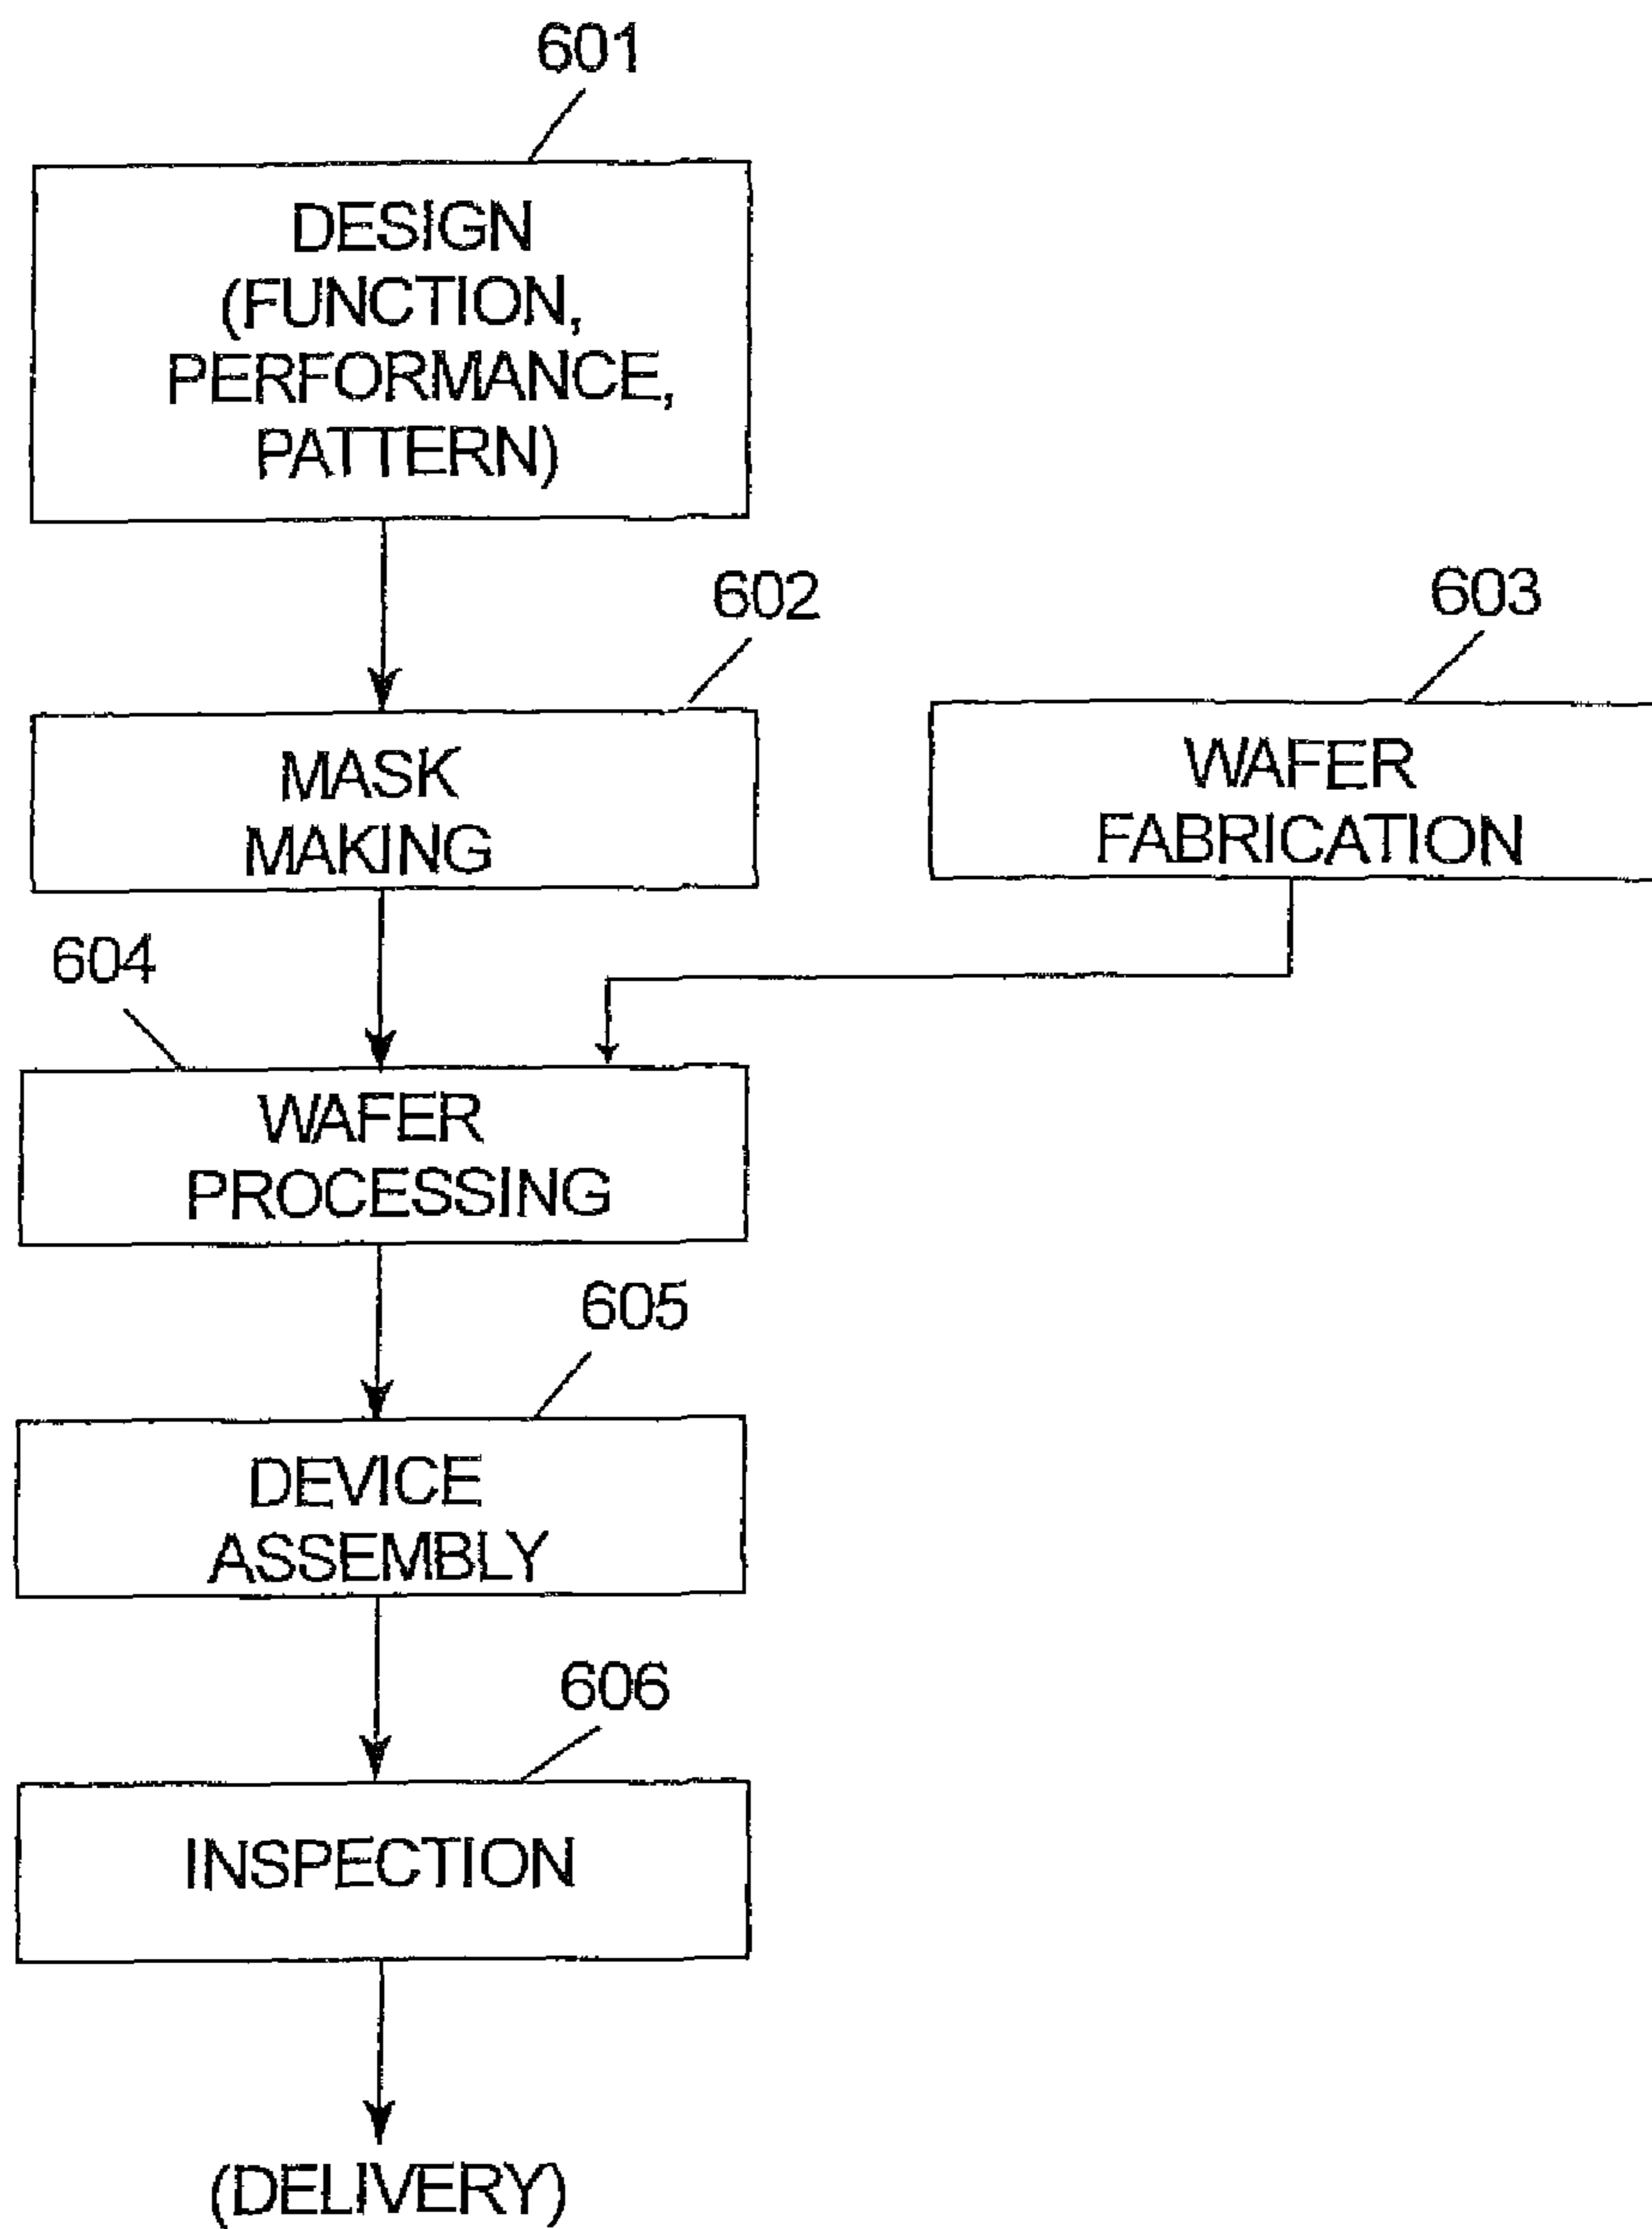 601
DESIGN
(FUNCTION,
PERFORMANCE,
PATTERN)
602
603
MASK
MAKING
WAFER
FABRICATION
604
WAFER
PROCESSING
605
DEVICE
ASSEMBLY
606
INSPECTION
(DELIVERY)